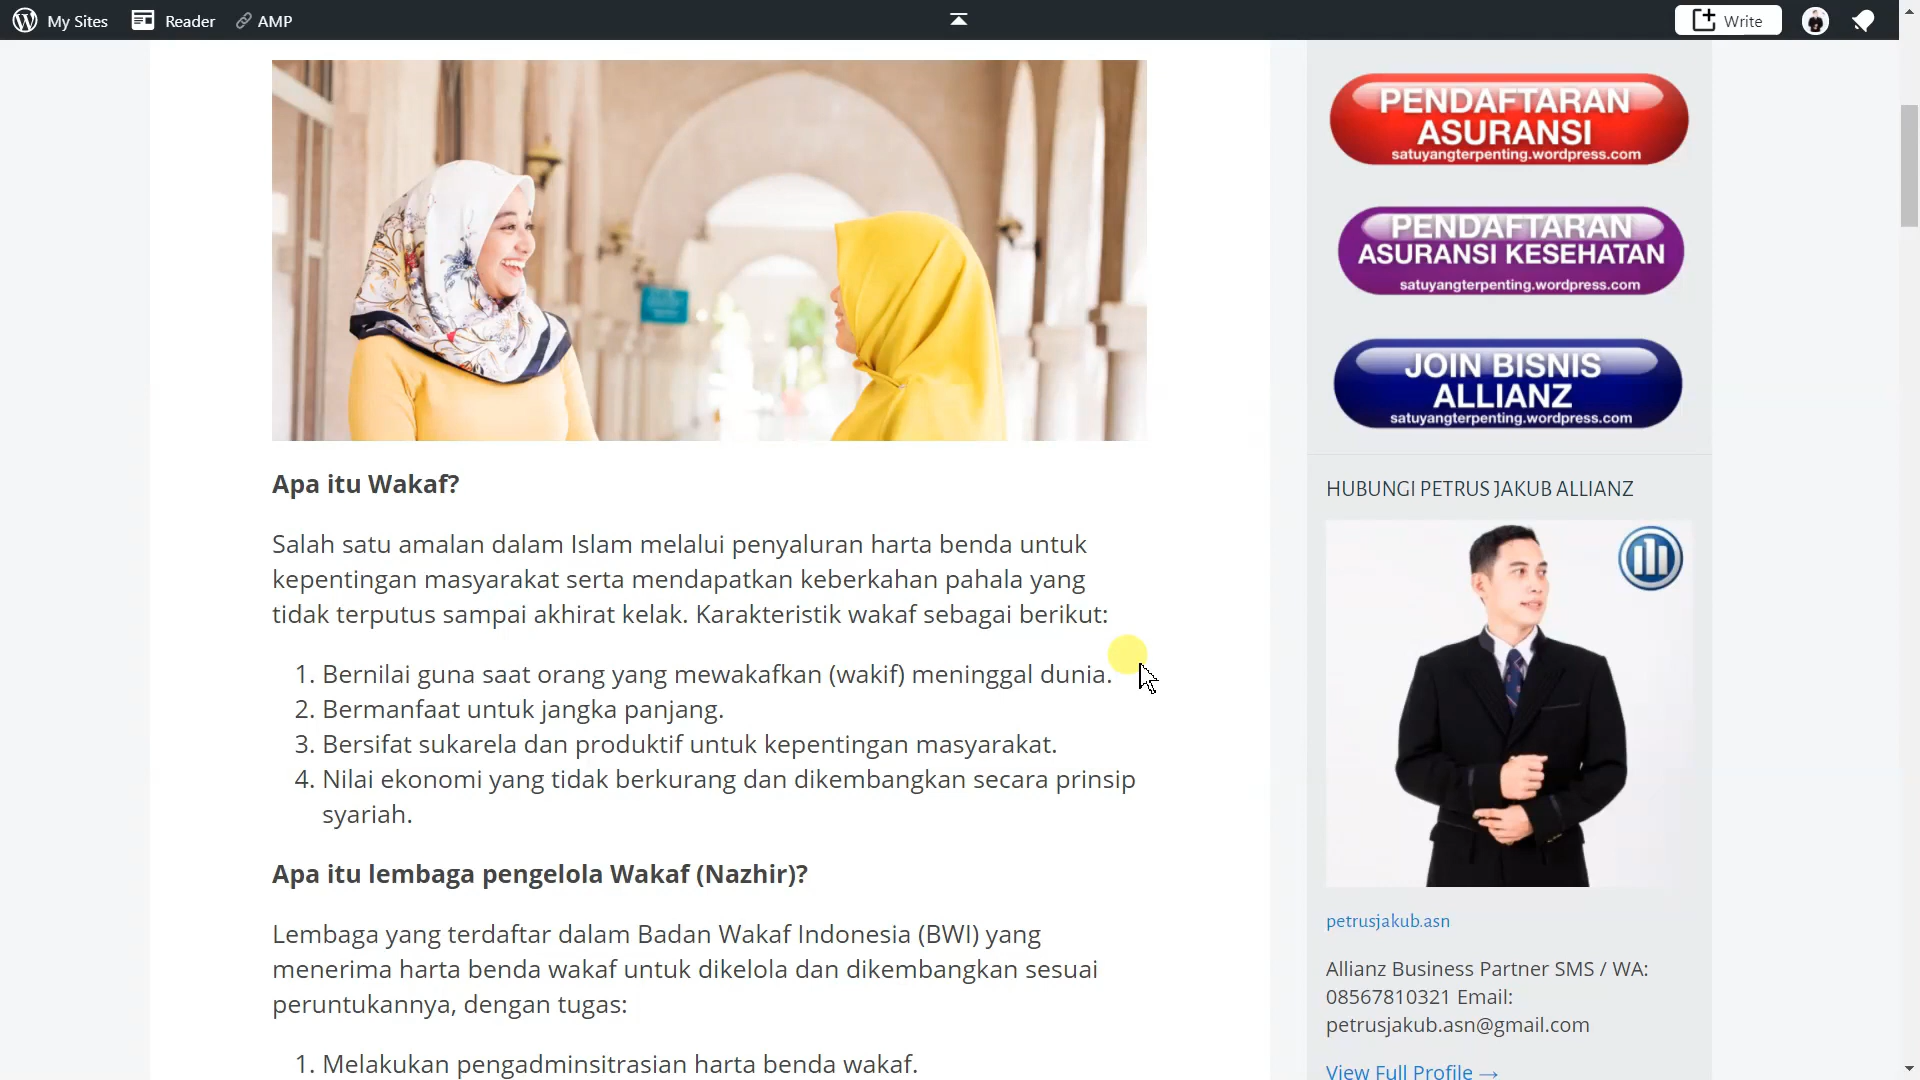 My Sites
Reader
AMP
Write
Apa itu Wakaf?
Salah satu amalan dalam Islam melalui penyaluran harta benda untuk
kepentingan masyarakat serta mendapatkan keberkahan pahala yang
tidak terputus sampai akhirat kelak. Karakteristik wakaf sebagai berikut:
1. Bernilai guna saat orang yang mewakafkan (wakif) meninggal dunia.
2. Bermanfaat untuk jangka panjang.
3. Bersifat sukarela dan produktif untuk kepentingan masyarakat.
4. Nilai ekonomi yang tidak berkurang dan dikembangkan secara prinsip
syariah.
Apa itu lembaga pengelola Wakaf (Nazhir)?
Lembaga yang terdaftar dalam Badan Wakaf Indonesia (BWI) yang
menerima harta benda wakaf untuk dikelola dan dikembangkan sesuai
peruntukannya, dengan tugas:
1. Melakukan pengadminsitrasian harta benda wakaf.
PENDAFTARAN
ASURANSI
satuyangterpenting.wordpress.com
PENDAFTARAN
ASURANSI KESEHATAN
satuyangterpenting.wordpress.com
JOIN BISNIS
ALLIANZ
satuyangterpenting.wordpress.com
HUBUNGI PETRUS JAKUB ALLIANZ
petrusjakub.asn
Allianz Business Partner SMS / WA:
08567810321 Email:
petrusjakub.asn@gmail.com
View Full Profile →